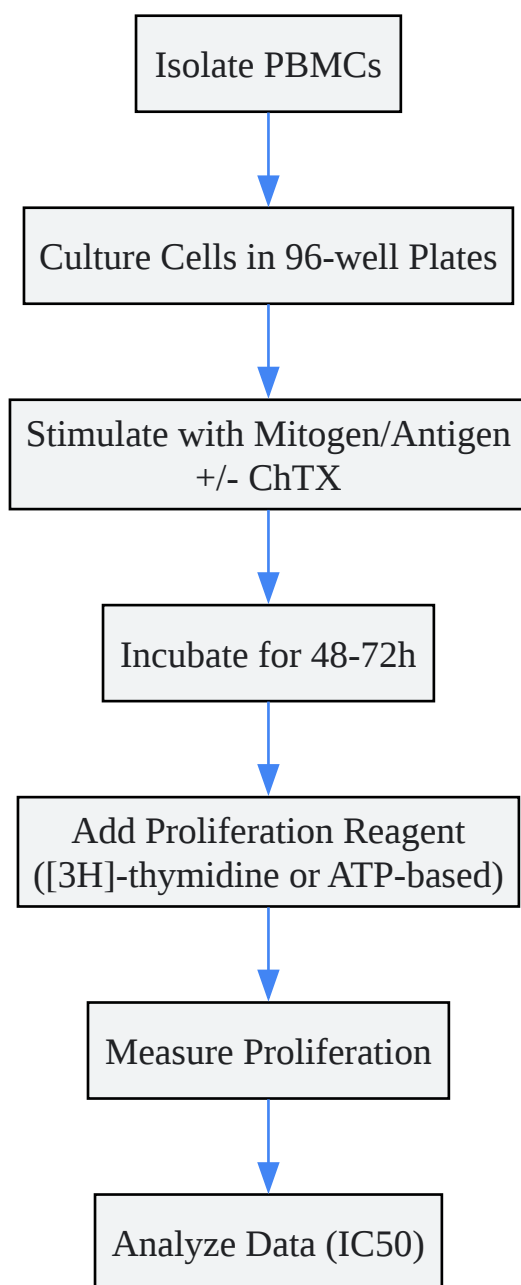 Isolate PBMCs
Culture Cells in 96-well Plates
Stimulate with Mitogen/Antigen
+/- ChTX
Incubate for 48-72h
Add Proliferation Reagent
([3H]-thymidine or ATP-based)
Measure Proliferation
Analyze Data (IC50)